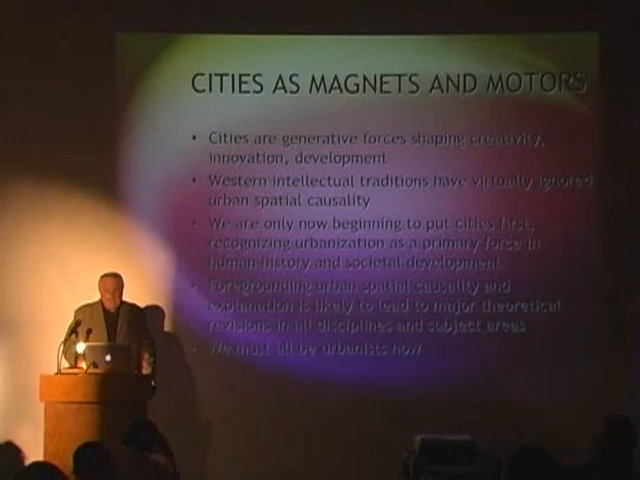 CITIES AS MAGNETS AND MOTORS
• Cities are generative forces shaping creativity,
innovation, development
• Western intellectual traditions have virtually ignored
urban spatial causality
• We are only now beginning to put cities first,
recognizing urbanization as a primary force in
human history and societal development
• Foregrounding urban spatial causality and
explanation is likely to lead to major theoretical
revisions in all disciplines and subject areas
• We must all be urbanists now